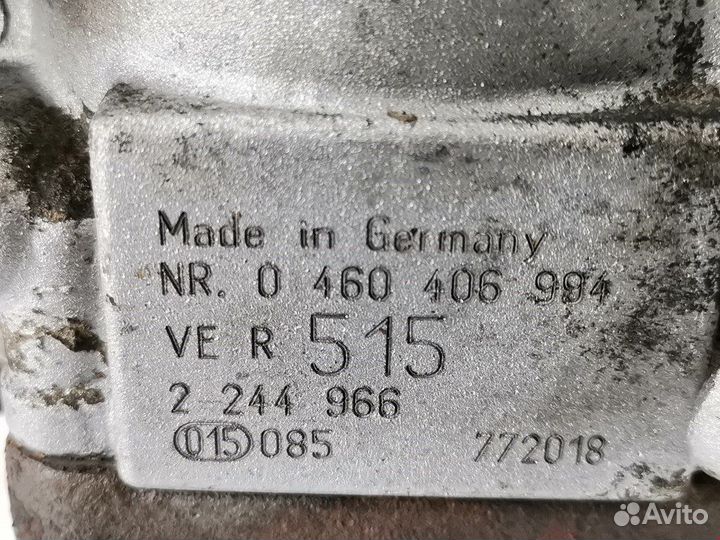 Made in Germany
NR. 0 460 406 994
VE R 515
2 244 966
015 085 772018
Avito